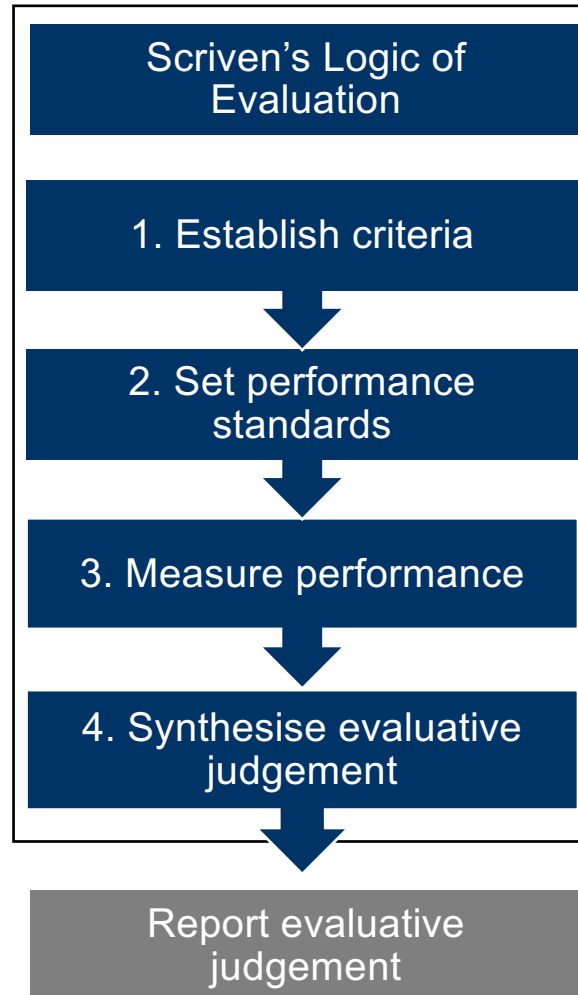 Scriven’s Logic of
Evaluation
1. Establish criteria
2. Set performance
standards
3. Measure performance
4. Synthesise evaluative
judgement
Report evaluative
judgement